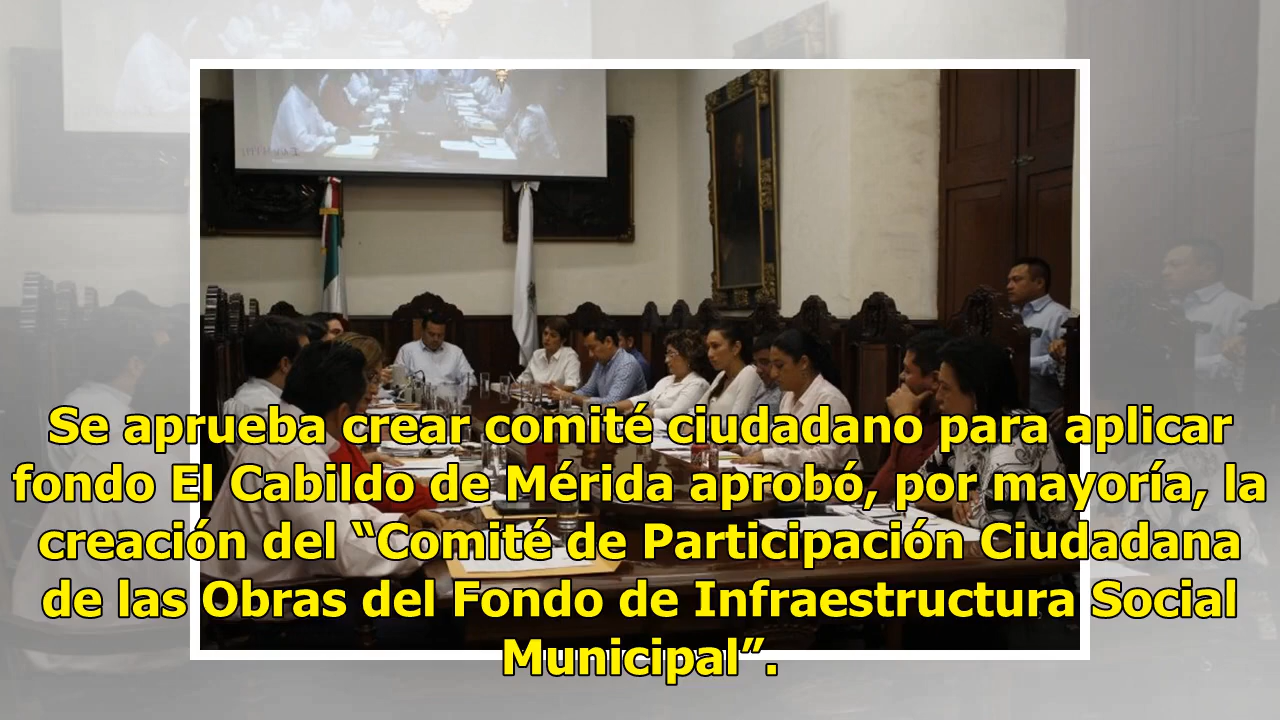 Se aprueba crear comité ciudadano para aplicar
fondo El Cabildo de Mérida aprobó, por mayoría, la
creación del “Comité de Participación Ciudadana
de las Obras del Fondo de Infraestructura Social
Municipal”.